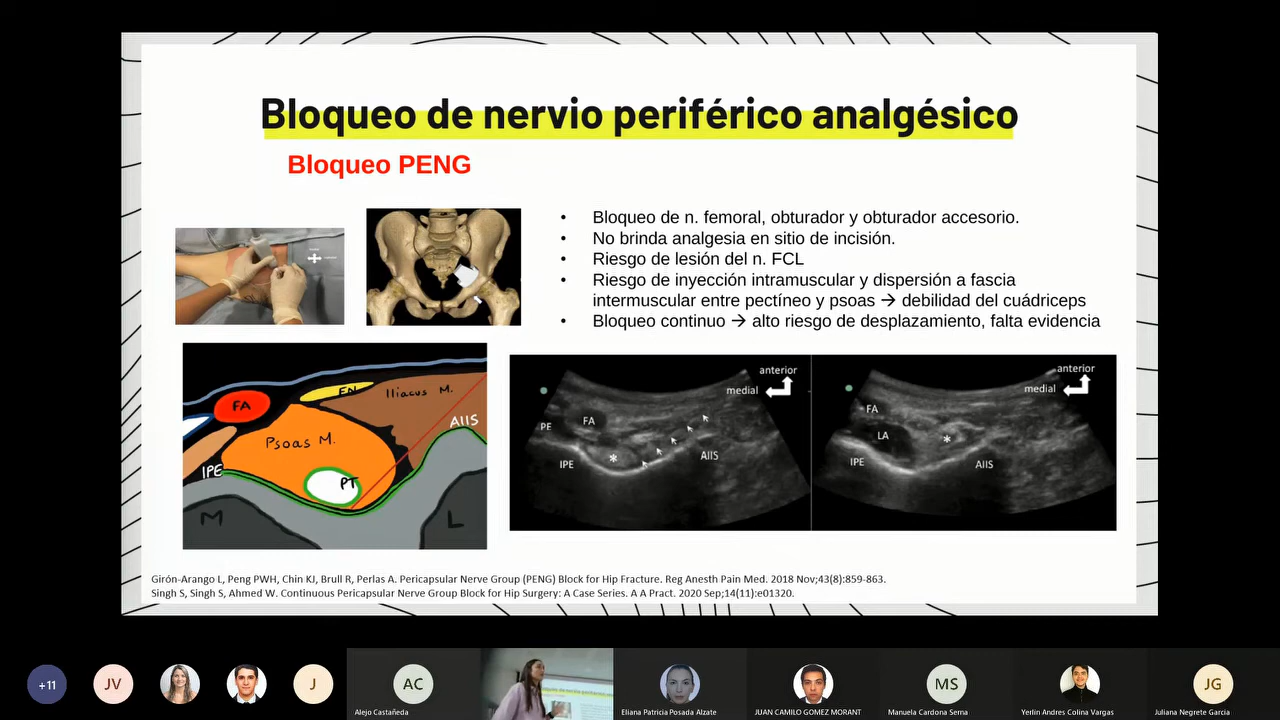 Bloqueo de nervio periférico analgésico
Bloqueo PENG
• Bloqueo de n. femoral, obturador y obturador accesorio.
• No brinda analgesia en sitio de incisión.
• Riesgo de lesión del n. FCL
• Riesgo de inyección intramuscular y dispersión a fascia
intermuscular entre pectíneo y psoas → debilidad del cuádriceps
• Bloqueo continuo → alto riesgo de desplazamiento, falta evidencia
FA
FN
Iliacus M.
Psoas M.
AIIS
IPE
PT
M
L
anterior
medial
PE
FA
*
IPE
AIIS
anterior
medial
FA
LA
*
IPE
AIIS
Girón-Arango L, Peng PWH, Chin KJ, Brull R, Perlas A. Pericapsular Nerve Group (PENG) Block for Hip Fracture. Reg Anesth Pain Med. 2018 Nov;43(8):859-863.
Singh S, Singh S, Ahmed W. Continuous Pericapsular Nerve Group Block for Hip Surgery: A Case Series. A A Pract. 2020 Sep;14(11):e01320.
+11
JV
J
AC
MS
JG
Alejo Castañeda
Eliana Patricia Posada Alzate
JUAN CAMILO GOMEZ MORANT
Manuela Cardona Serna
Yerlin Andres Colina Vargas
Juliana Negrete García